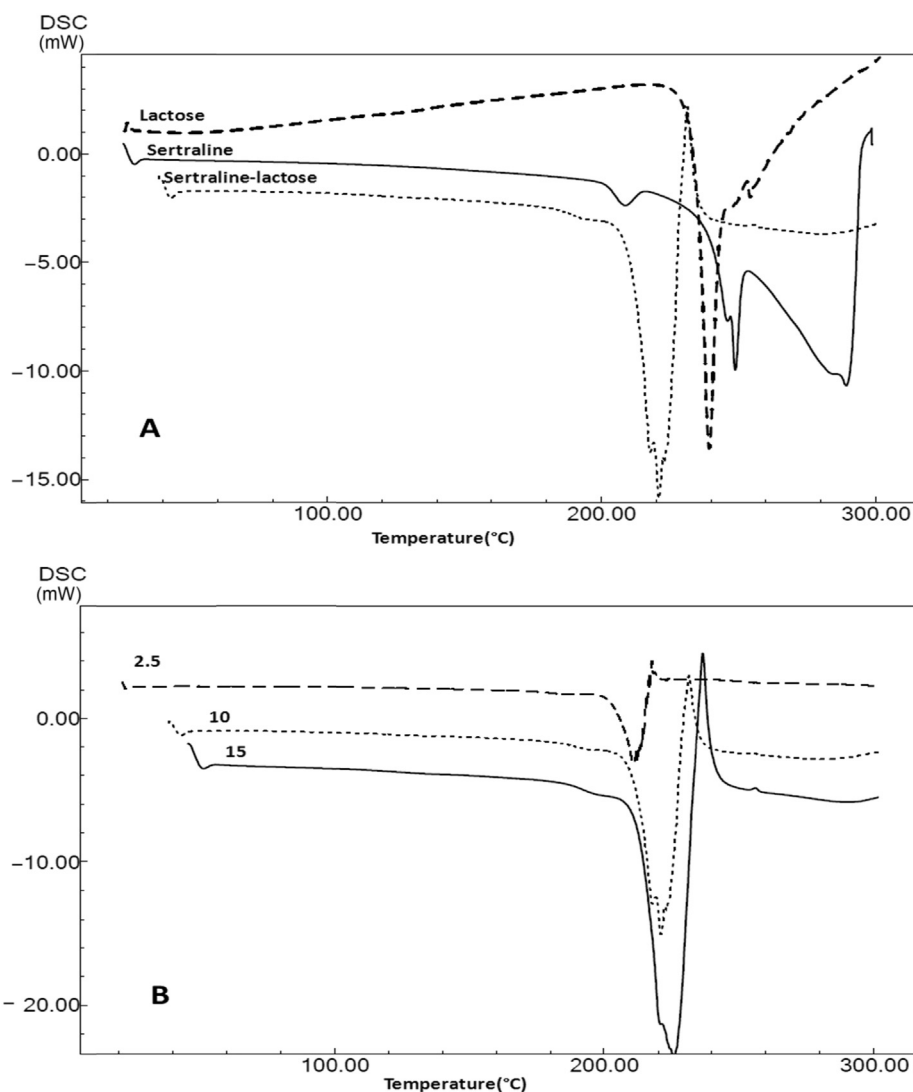 DSC
(mW)
Lactose
0.00
Sertraline
Sertraline-lactose
−5.00
−10.00
A
−15.00
100.00 200.00 300.00
Temperature(°C)
DSC
(mW)
2.5
0.00
10
15
−10.00
B
− 20.00
100.00 200.00 300.00
Temperature(°C)